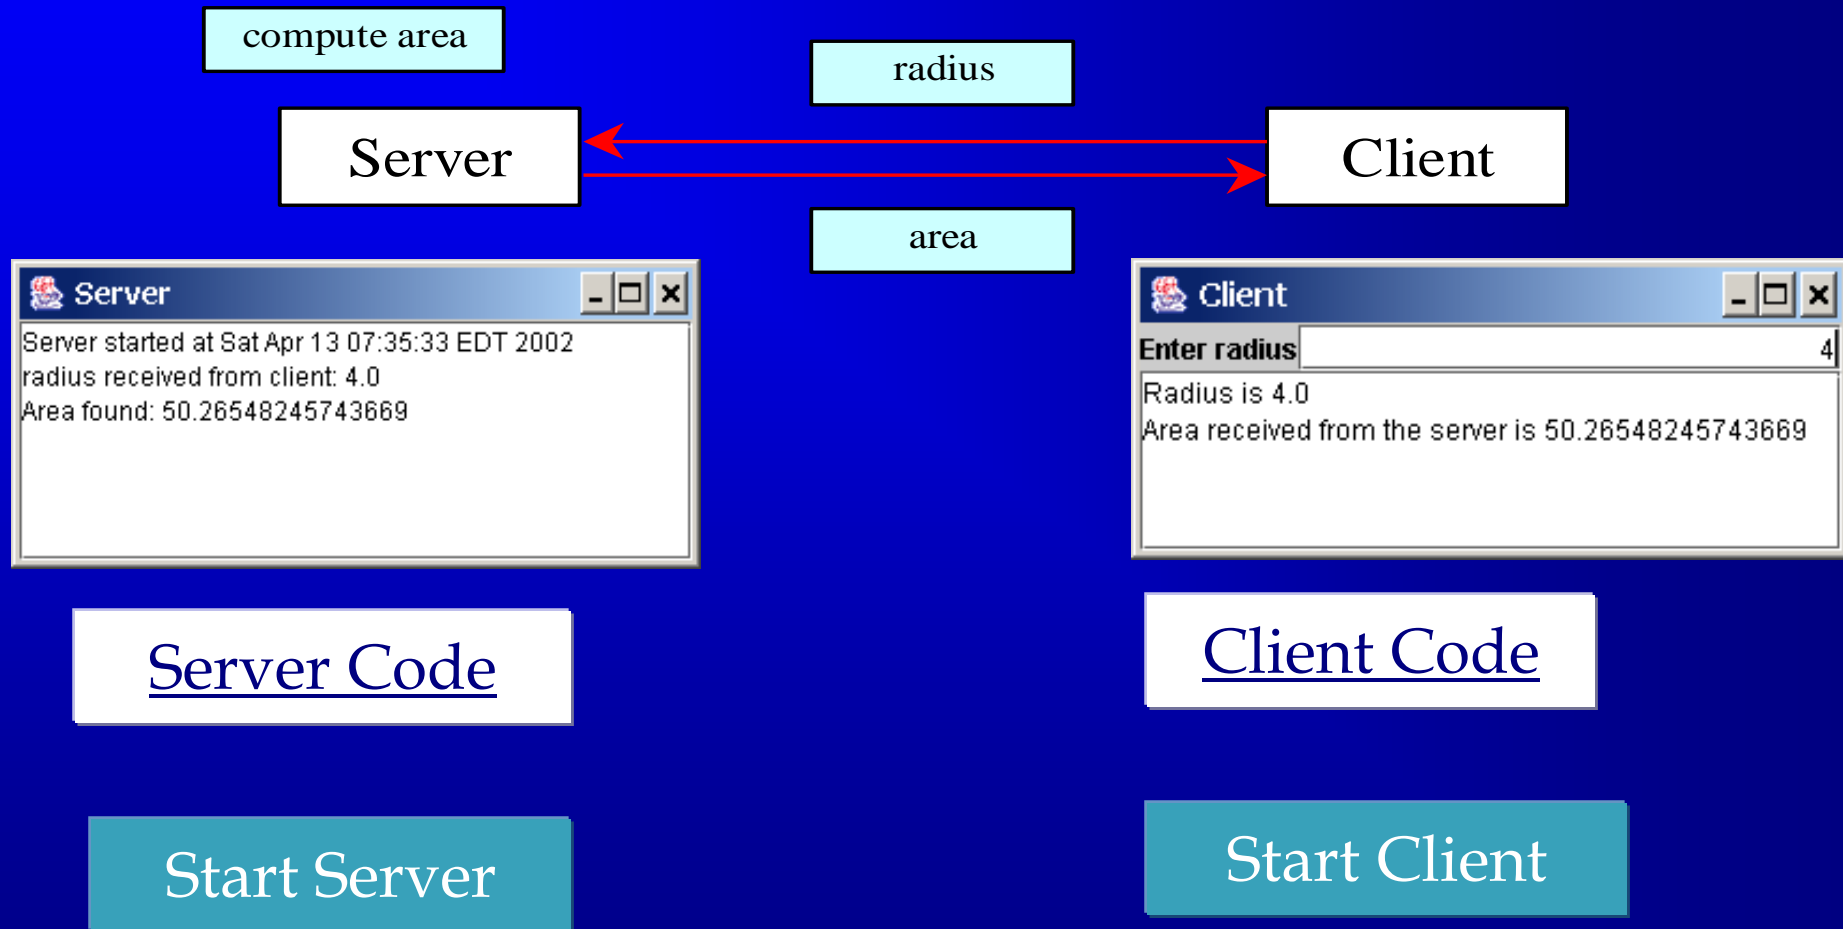 compute area
radius
Server
Client
area
Server
Server started at Sat Apr 13 07:35:33 EDT 2002
radius received from client: 4.0
Area found: 50.26548245743669
Client
Enter radius 4
Radius is 4.0
Area received from the server is 50.26548245743669
Server Code
Client Code
Start Server
Start Client